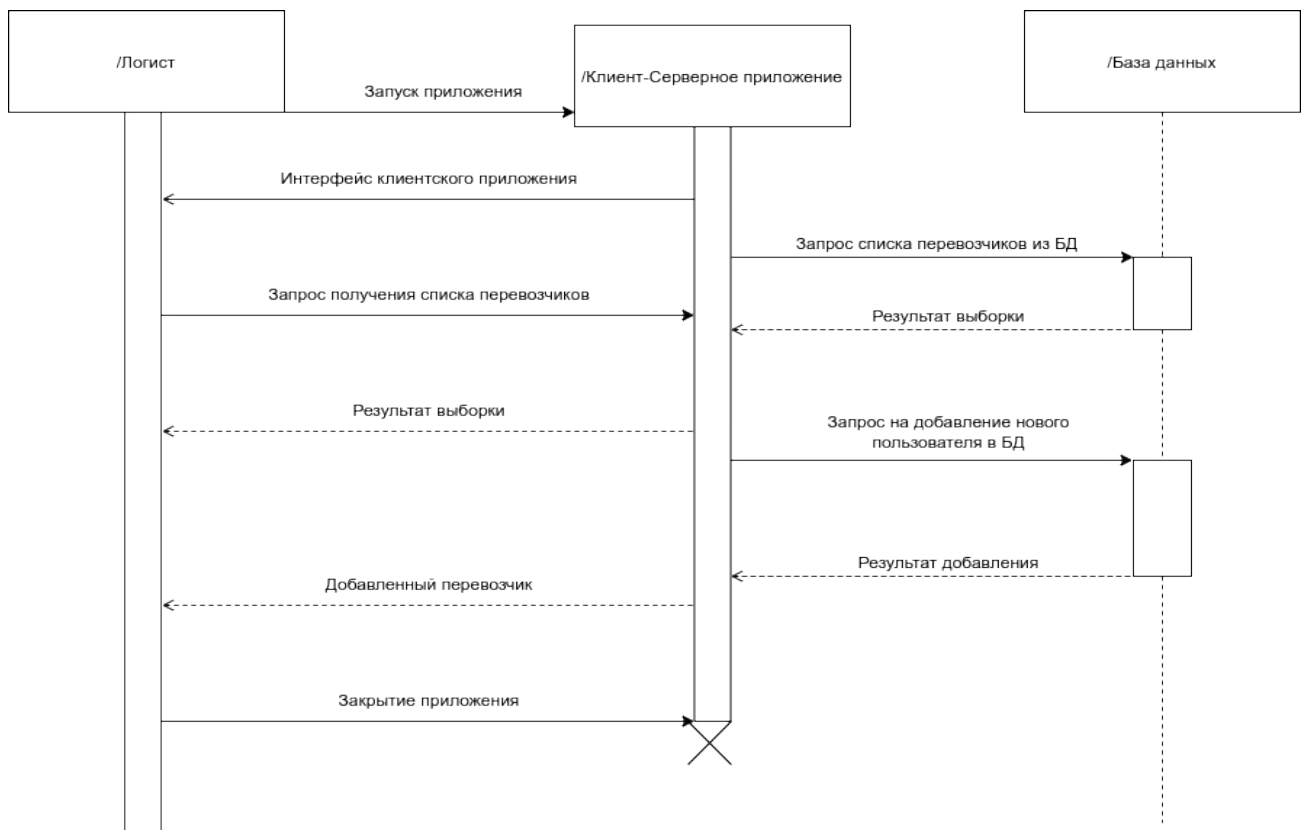 /Логист
/Клиент-Серверное приложение
/База данных
Запуск приложения
Интерфейс клиентского приложения
Запрос списка перевозчиков из БД
Запрос получения списка перевозчиков
Результат выборки
Результат выборки
Запрос на добавление нового
пользователя в БД
Результат добавления
Добавленный перевозчик
Закрытие приложения